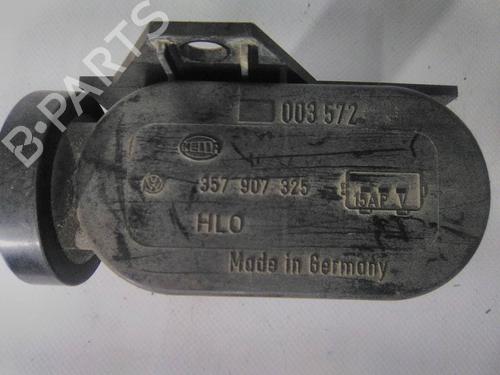 B-PARTS
003 572
HELLA
357 907 325
15AP V
HLO
Made in Germany